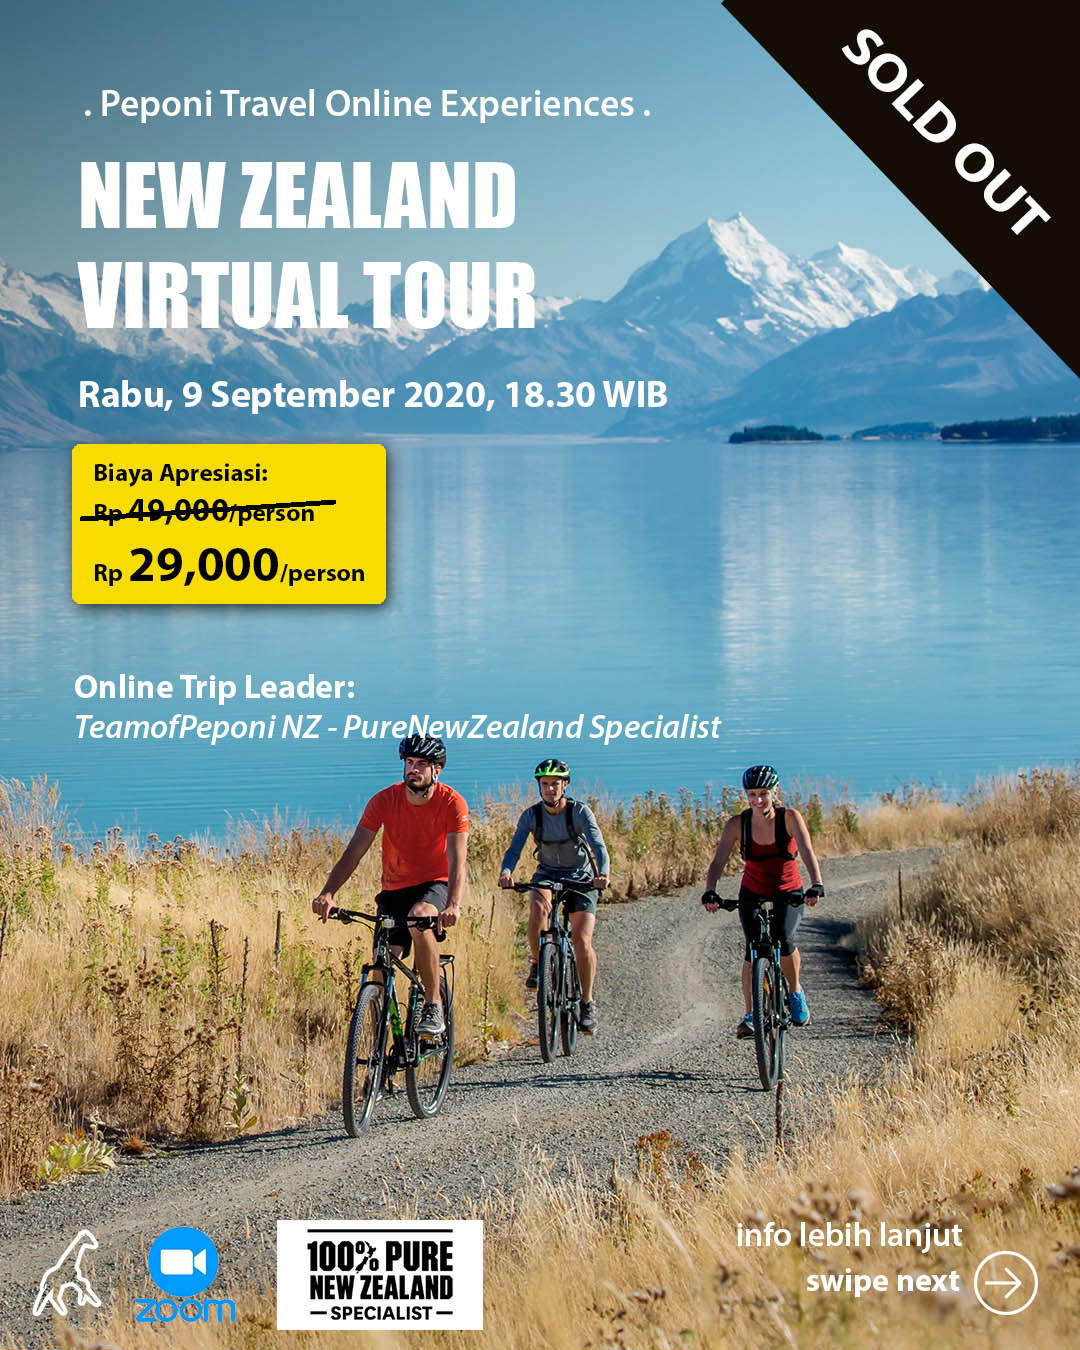 SOLD OUT
. Peponi Travel Online Experiences .
NEW ZEALAND
VIRTUAL TOUR
Rabu, 9 September 2020, 18.30 WIB
Biaya Apresiasi:
Rp 49,000/person
Rp 29,000/person
Online Trip Leader:
TeamofPeponi NZ - PureNewZealand Specialist
zoom
100% PURE
NEW ZEALAND
— SPECIALIST —
info lebih lanjut
swipe next